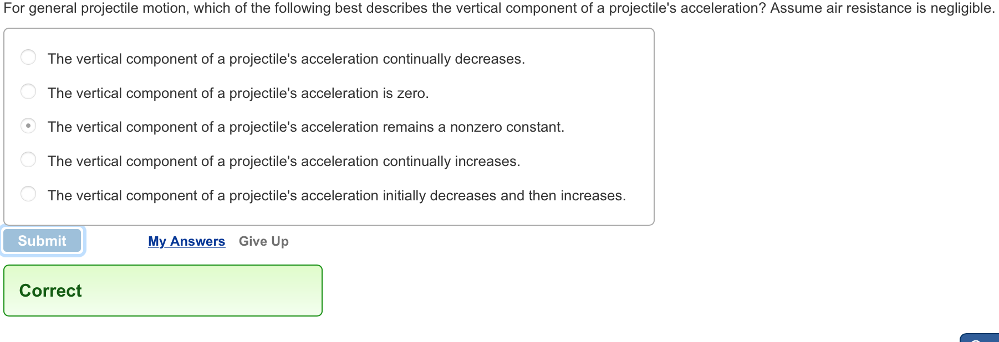 For general projectile motion, which of the following best describes the vertical component of a projectile's acceleration? Assume air resistance is negligible.
The vertical component of a projectile's acceleration continually decreases.
The vertical component of a projectile's acceleration is zero.
The vertical component of a projectile's acceleration remains a nonzero constant.
The vertical component of a projectile's acceleration continually increases.
The vertical component of a projectile's acceleration initially decreases and then increases.
Submit My Answers Give Up
Correct